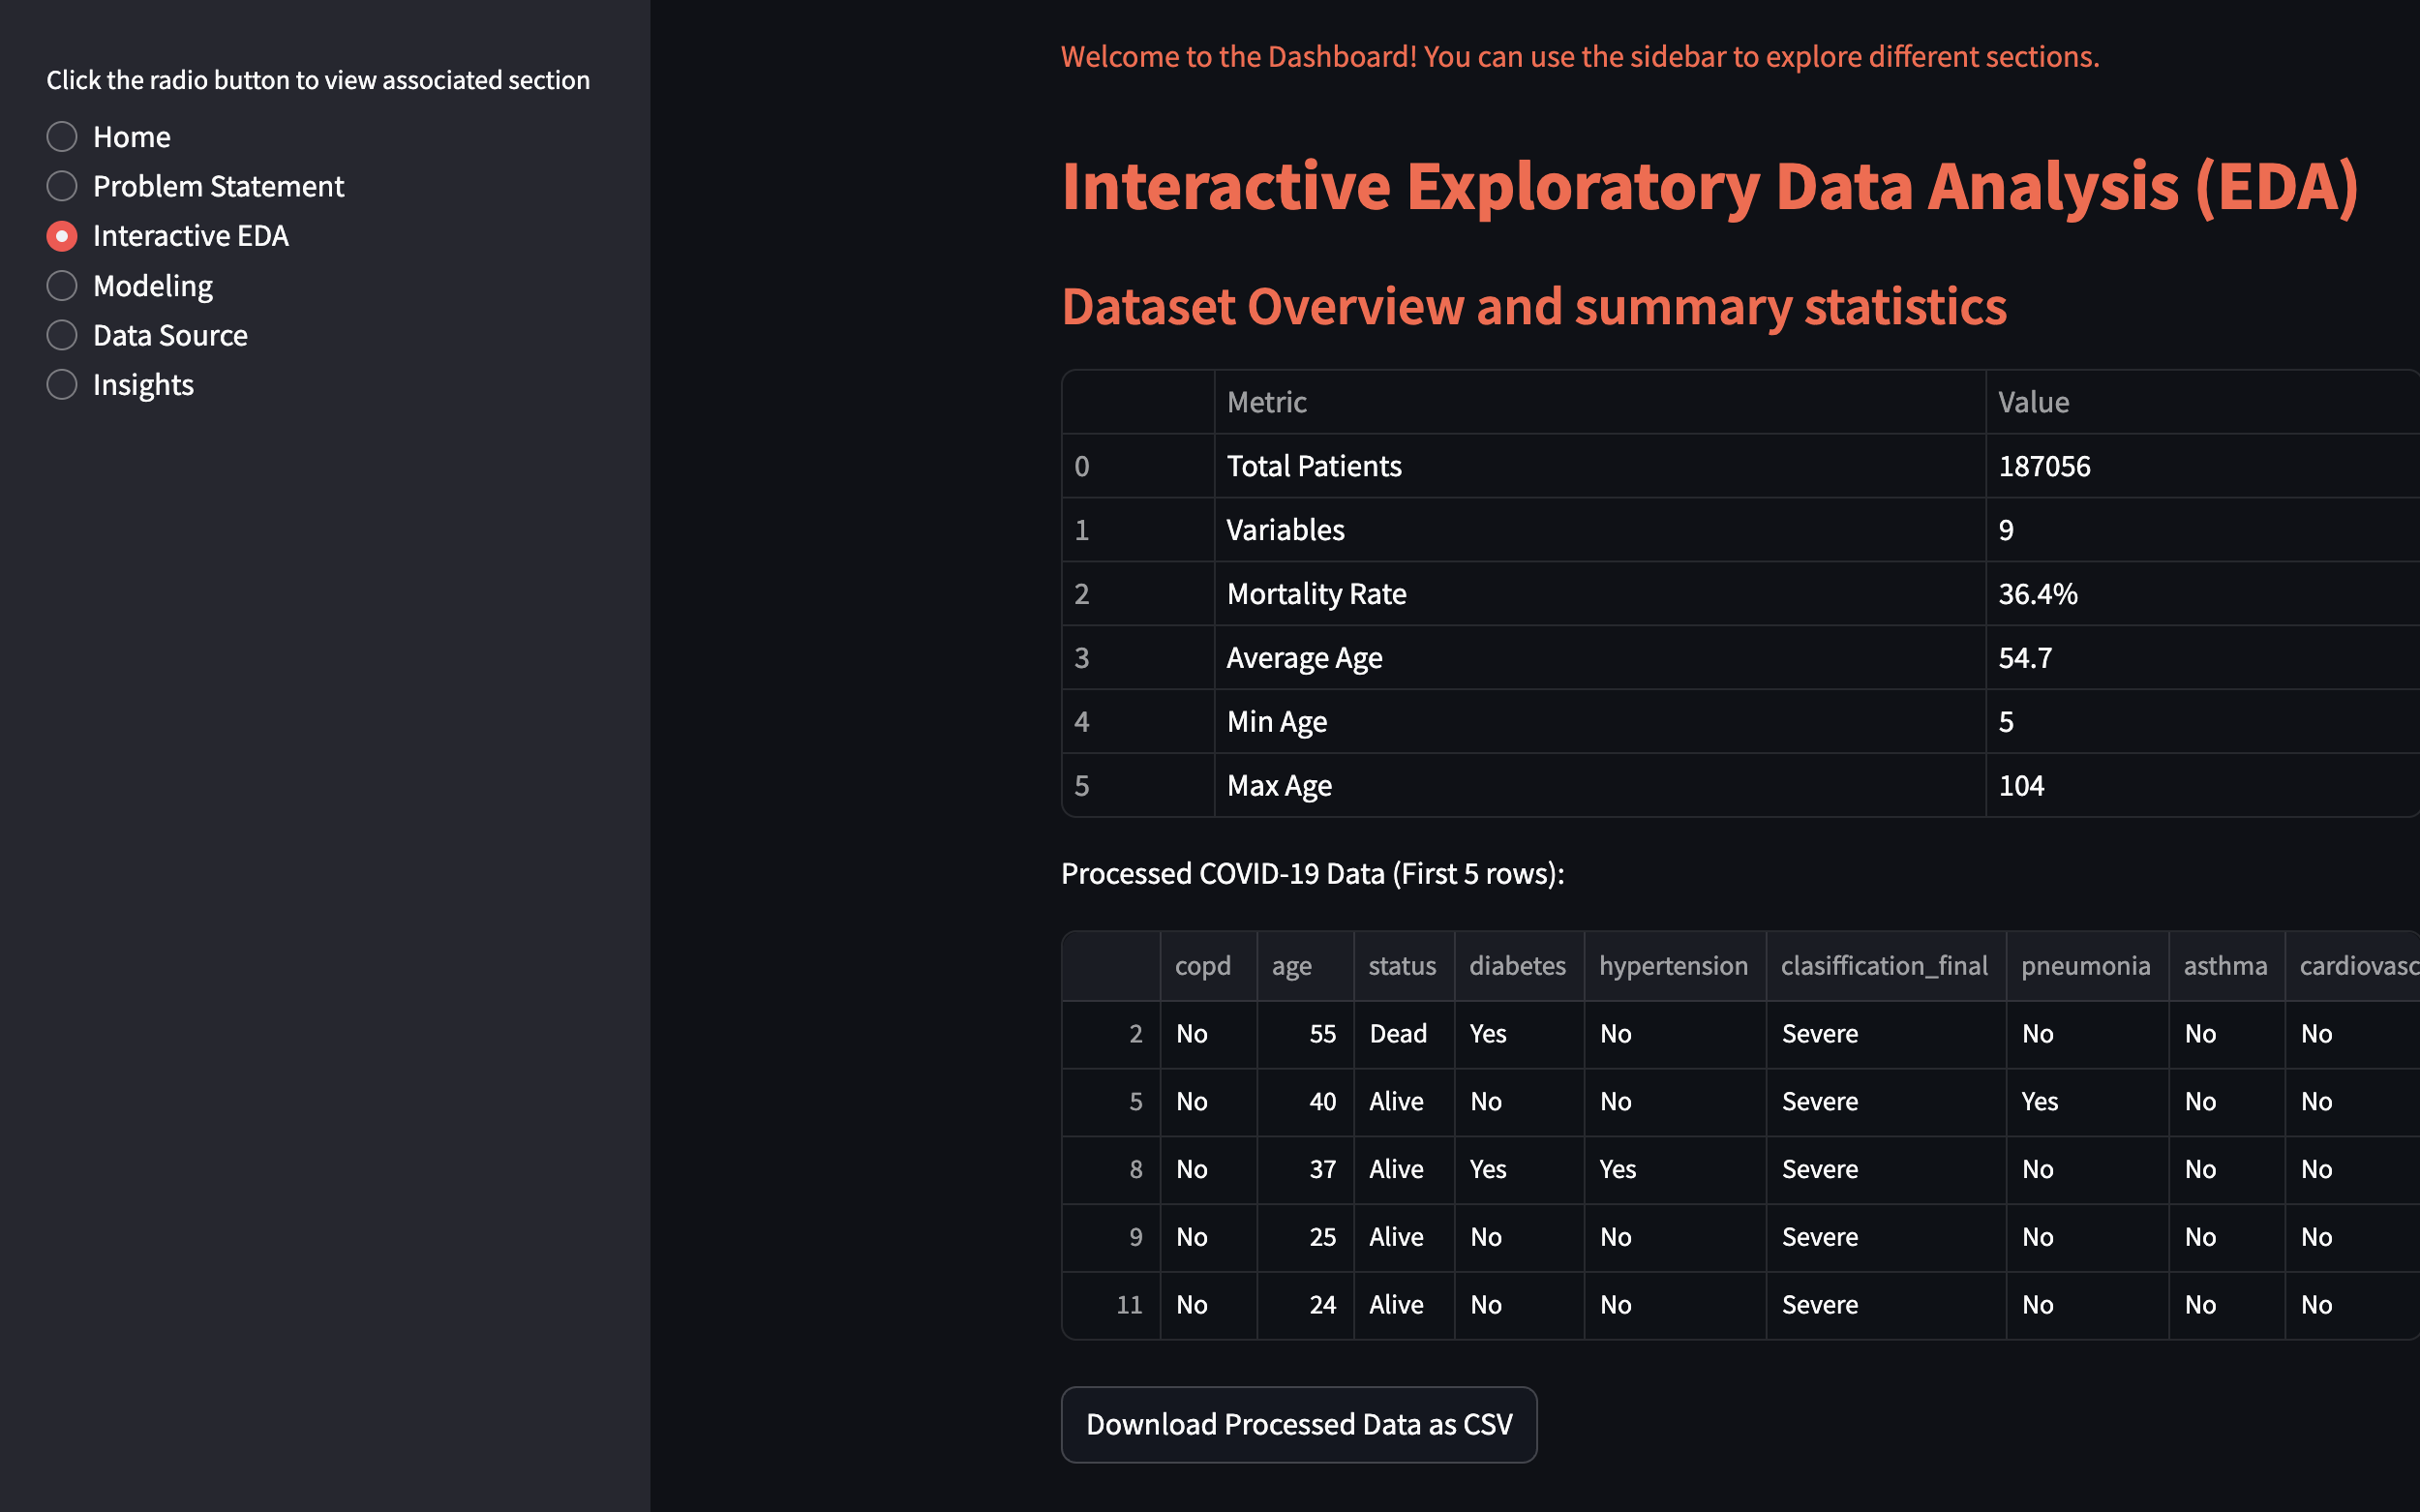 Click the radio button to view associated section
Home
Problem Statement
Interactive EDA
Modeling
Data Source
Insights
Welcome to the Dashboard! You can use the sidebar to explore different sections.
Interactive Exploratory Data Analysis (EDA)
Dataset Overview and summary statistics
Metric Value
0 Total Patients 187056
1 Variables 9
2 Mortality Rate 36.4%
3 Average Age 54.7
4 Min Age 5
5 Max Age 104
Processed COVID-19 Data (First 5 rows):
copd age status diabetes hypertension clasiffication_final pneumonia asthma cardiovasc
2 No 55 Dead Yes No Severe No No No
5 No 40 Alive No No Severe Yes No No
8 No 37 Alive Yes Yes Severe No No No
9 No 25 Alive No No Severe No No No
11 No 24 Alive No No Severe No No No
Download Processed Data as CSV